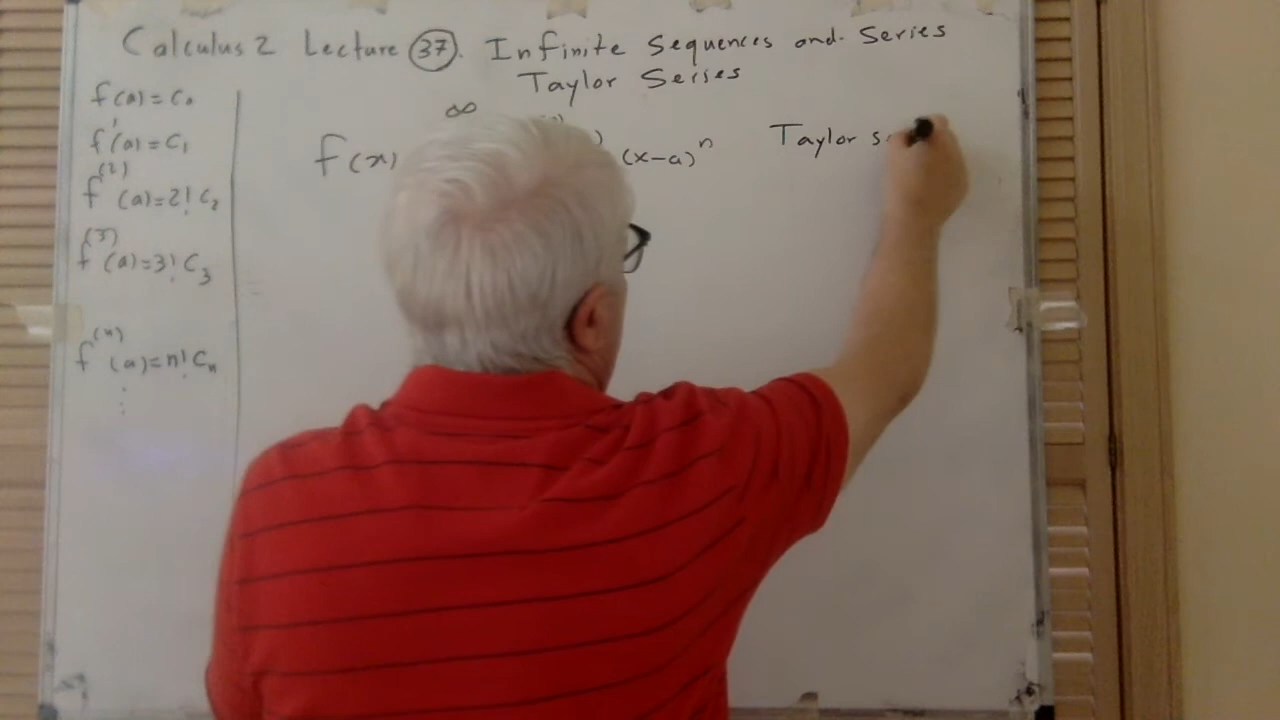 Calculus 2 Lecture 37. Infinite Sequences and Series
Taylor Series
f(a)=c₀
f'(a)=c₁
f⁽²⁾(a)=2!c₂
f⁽³⁾(a)=3!c₃
f⁽ⁿ⁾(a)=n!cₙ
⋮
∞
f(x) (x-a)ⁿ Taylor